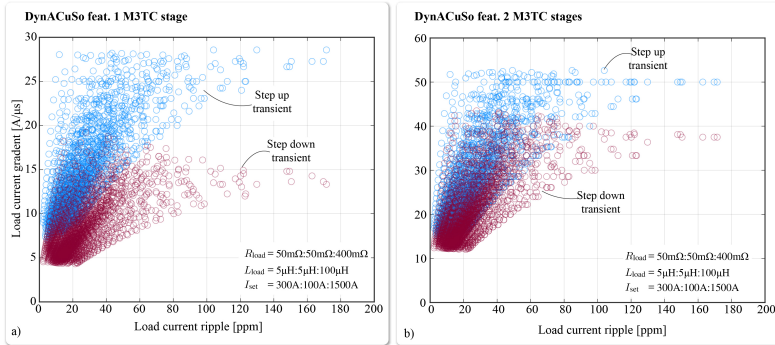 DynACuSo feat. 1 M3TC stage
30
25
20
15
10
5
0
Load current gradent [A/µs]
Step up
transient
Step down
transient
Rload = 50mΩ:50mΩ:400mΩ
Lload = 5µH:5µH:100µH
Iset = 300A:100A:1500A
0 20 40 60 80 100 120 140 160 180 200
Load current ripple [ppm]
a)
DynACuSo feat. 2 M3TC stages
60
50
40
30
20
10
0
Step up
transient
Step down
transient
Rload = 50mΩ:50mΩ:400mΩ
Lload = 5µH:5µH:100µH
Iset = 300A:100A:1500A
0 20 40 60 80 100 120 140 160 180 200
Load current ripple [ppm]
b)